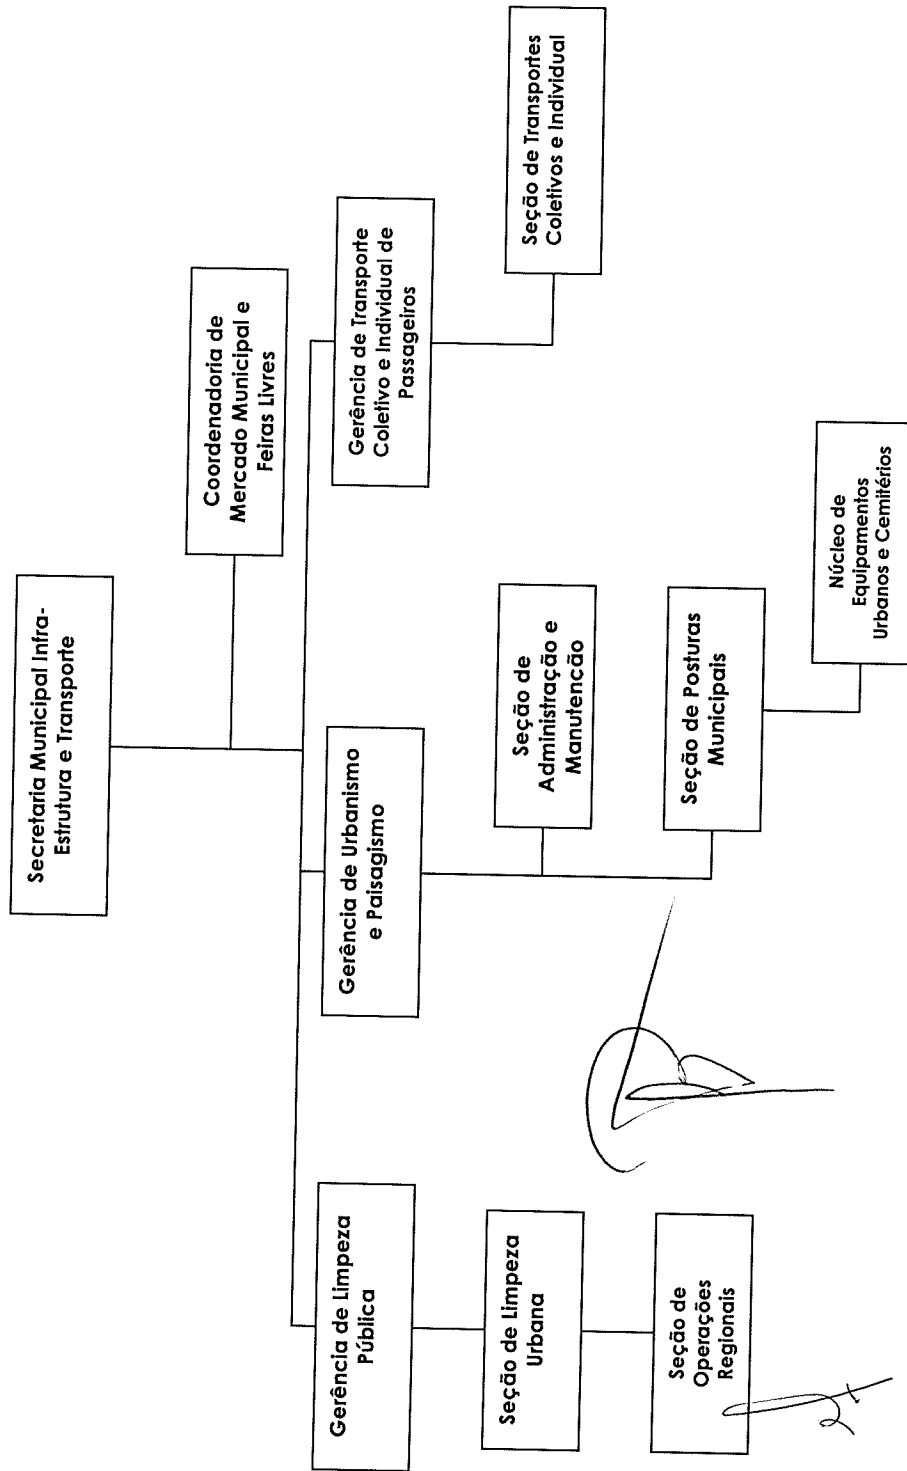 Secretaria Municipal Infra-
Estrutura e Transporte
Coordenadoria de
Mercado Municipal e
Feiras Livres
Gerência de Limpeza
Pública
Gerência de Urbanismo
e Paisagismo
Gerência de Transporte
Coletivo e Individual de
Passageiros
Seção de Limpeza
Urbana
Seção de
Administração e
Manutencão
Seção de Transportes
Coletivos e Individual
Seção de
Operações
Regionais
Seção de Posturas
Municipais
Núcleo de
Equipamentos
Urbanos e Cemitérios